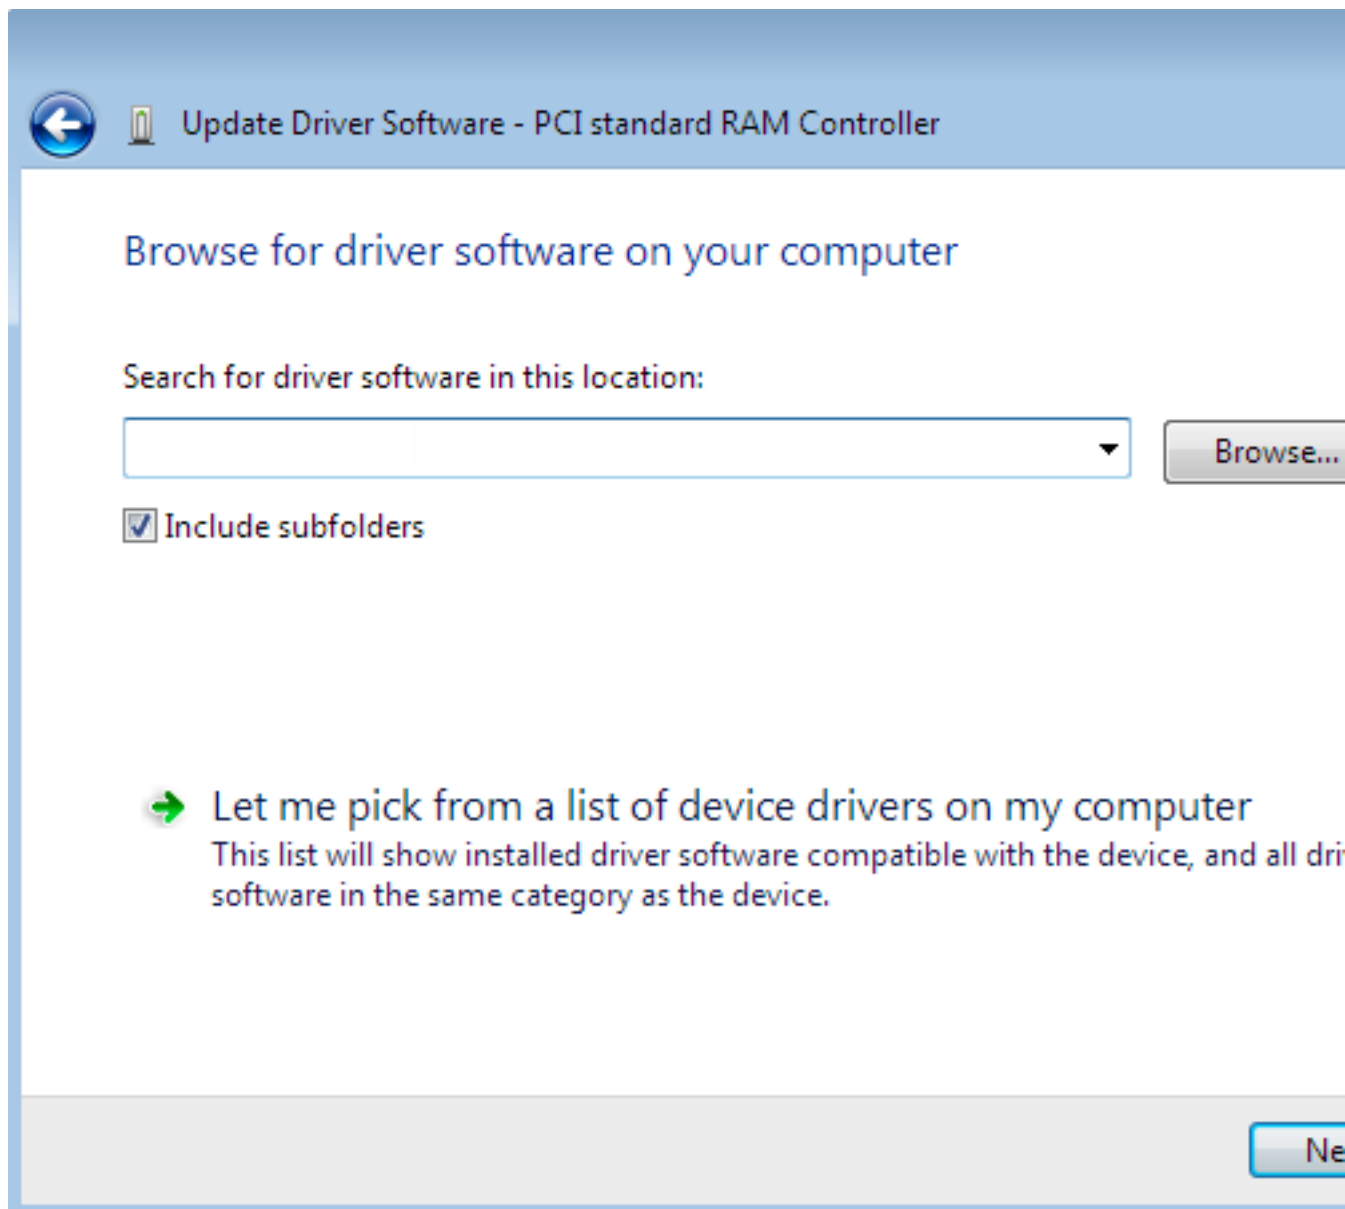 Update Driver Software - PCI standard RAM Controller
Browse for driver software on your computer
Search for driver software in this location:
Browse...
Include subfolders
Let me pick from a list of device drivers on my computer
This list will show installed driver software compatible with the device, and all
software in the same category as the device.